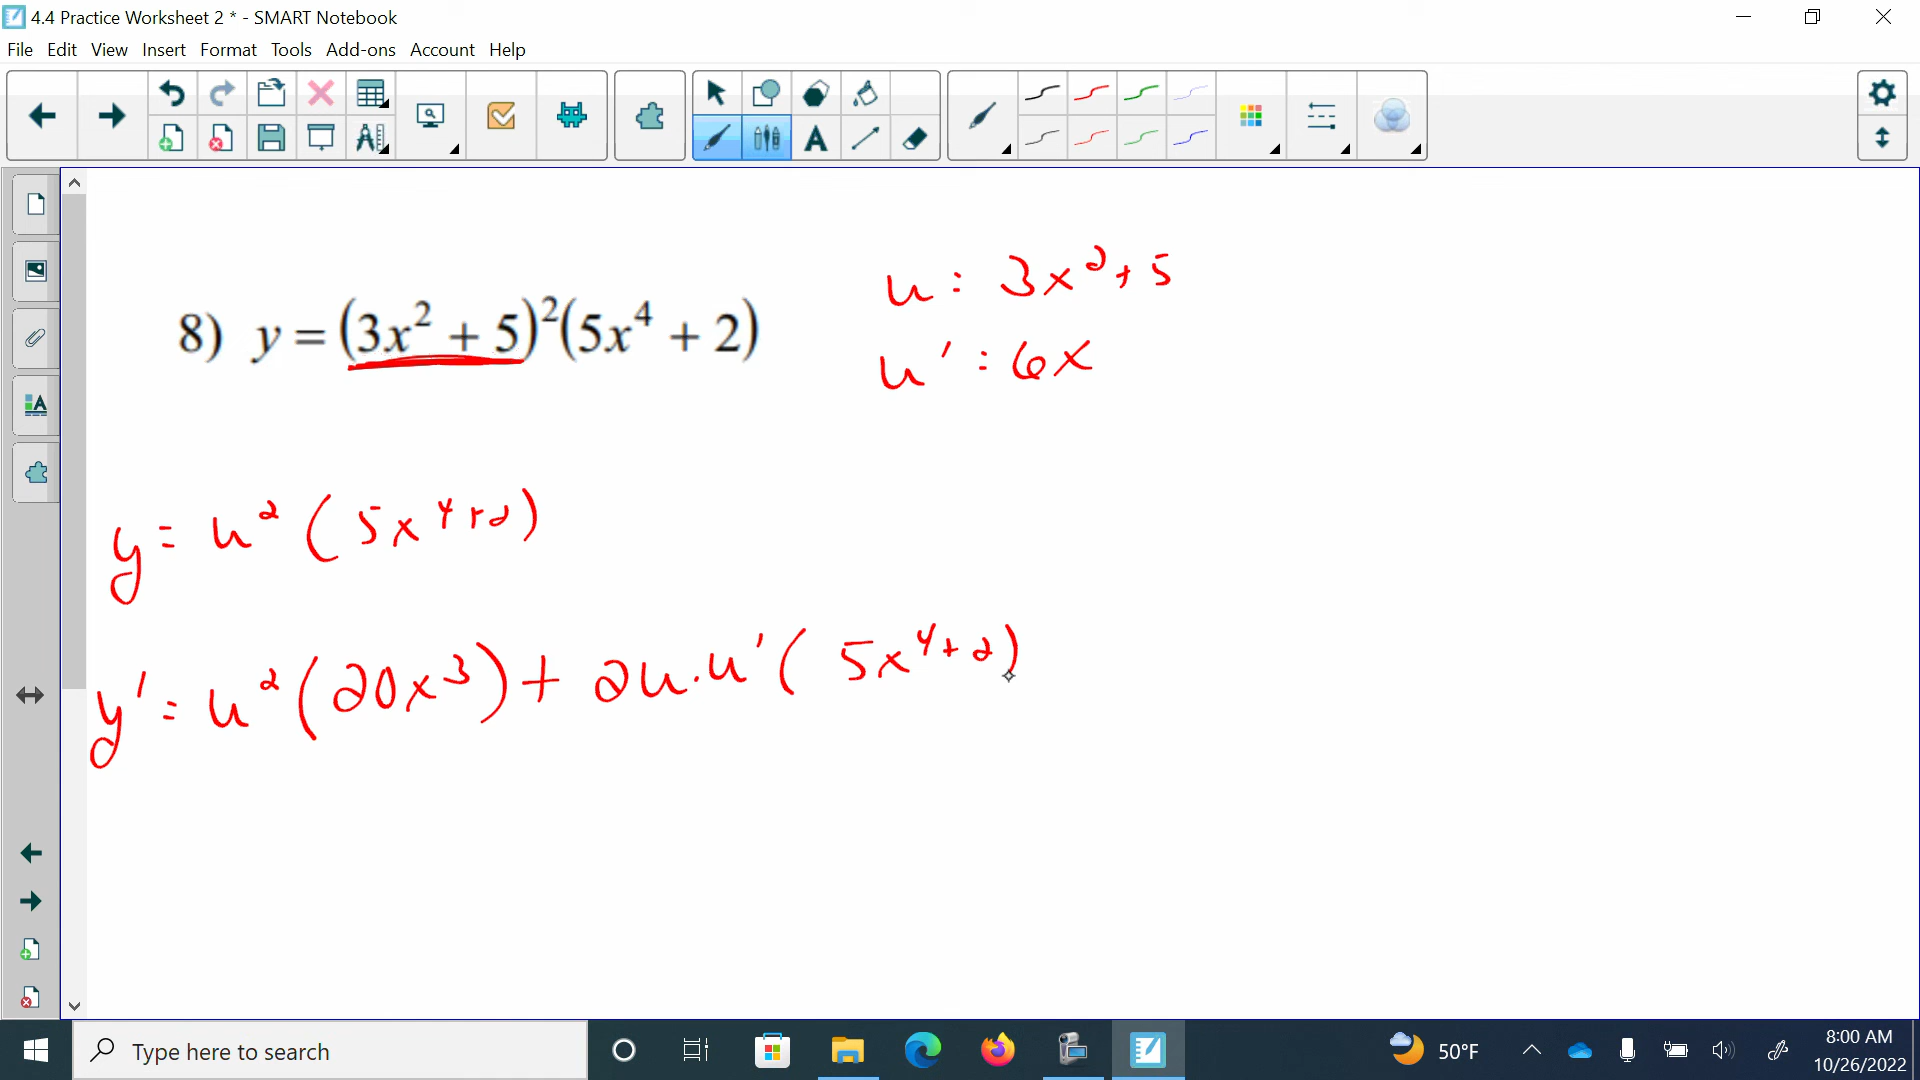 4.4 Practice Worksheet 2 * - SMART Notebook
File Edit View Insert Format Tools Add-ons Account Help
u : 3x² + 5
8) y = (3x² + 5)²(5x⁴ + 2)
u' : 6x
y = u² (5x⁴ + 2)
y' = u² (20x³) + 2u · u' (5x⁴ + 2)
Type here to search
50°F
8:00 AM
10/26/2022